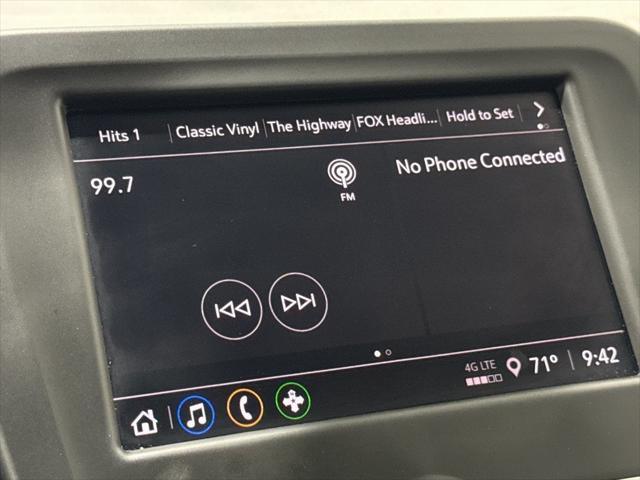 Hits 1 Classic Vinyl The Highway FOX Headli... Hold to Set
99.7 FM No Phone Connected
4G LTE 71° 9:42